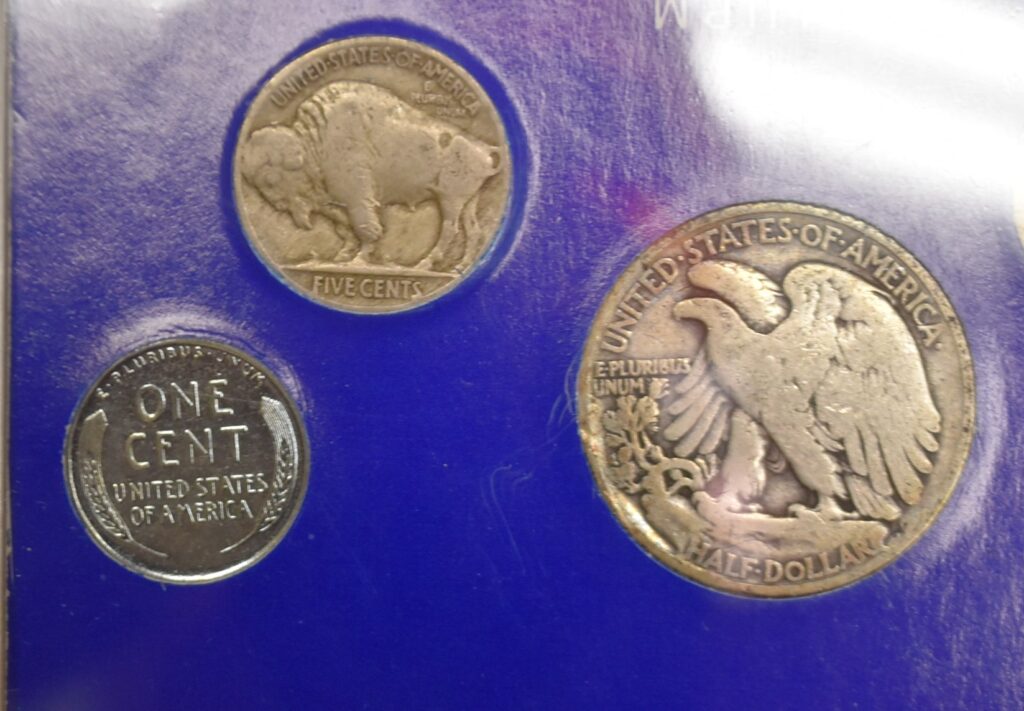 UNITED·STATES·OF·AMERICA
E
PLURIBUS
UNUM
FIVE CENTS
E·PLURIBUS·UNUM
ONE
CENT
UNITED STATES
OF AMERICA
UNITED·STATES·OF·AMERICA·
E·PLURIBUS
UNUM
HALF·DOLLAR